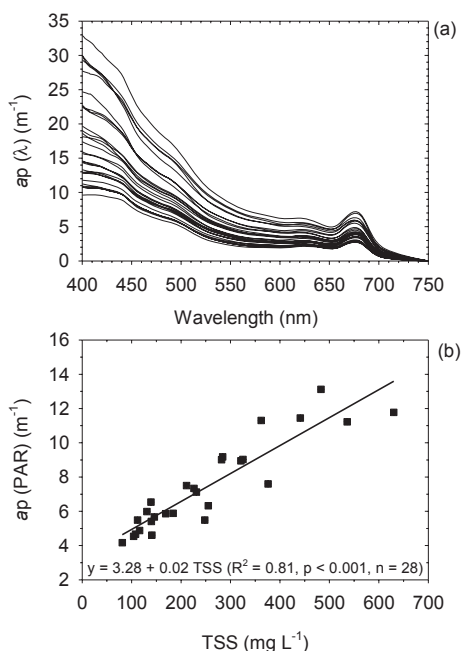 (a)
35
30
25
20
15
10
5
0
ap (λ) (m⁻¹)
400 450 500 550 600 650 700 750
Wavelength (nm)
(b)
16
14
12
10
8
6
4
2
ap (PAR) (m⁻¹)
y = 3.28 + 0.02 TSS (R² = 0.81, p < 0.001, n = 28)
0 100 200 300 400 500 600 700
TSS (mg L⁻¹)